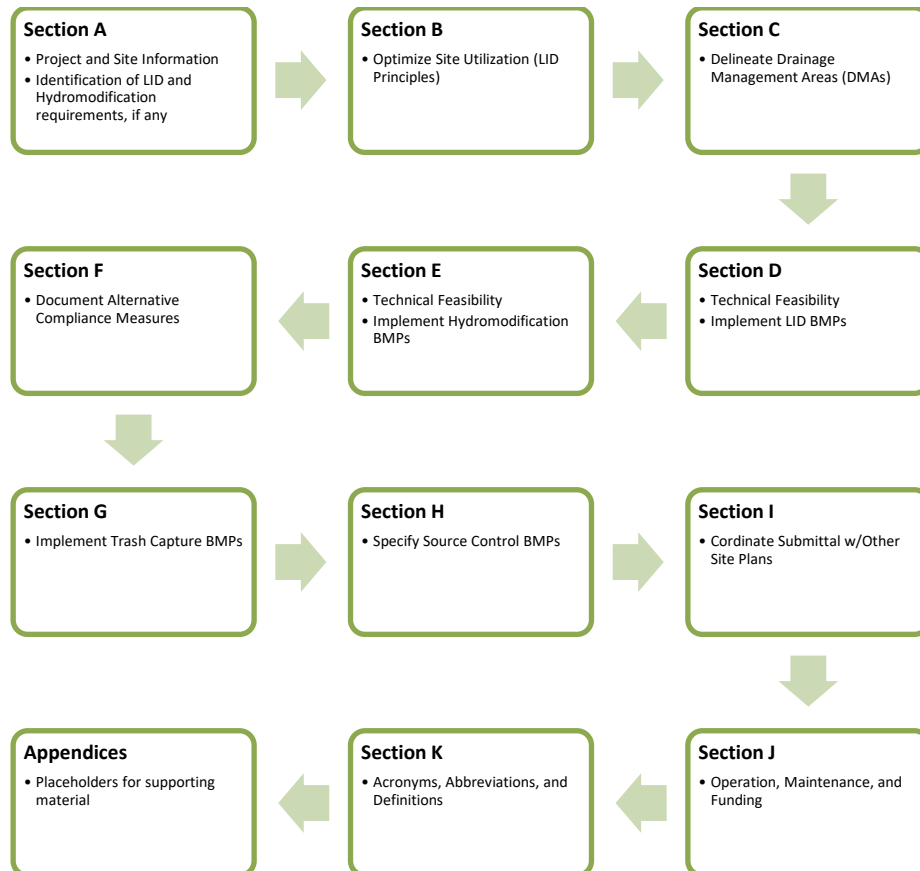 Section A
• Project and Site Information
• Identification of LID and
Hydromodification
requirements, if any
Section B
• Optimize Site Utilization (LID
Principles)
Section C
• Delineate Drainage
Management Areas (DMAs)
Section D
• Technical Feasibility
• Implement LID BMPs
Section E
• Technical Feasibility
• Implement Hydromodification
BMPs
Section F
• Document Alternative
Compliance Measures
Section G
• Implement Trash Capture BMPs
Section H
• Specify Source Control BMPs
Section I
• Cordinate Submittal w/Other
Site Plans
Section J
• Operation, Maintenance, and
Funding
Section K
• Acronyms, Abbreviations, and
Definitions
Appendices
• Placeholders for supporting
material